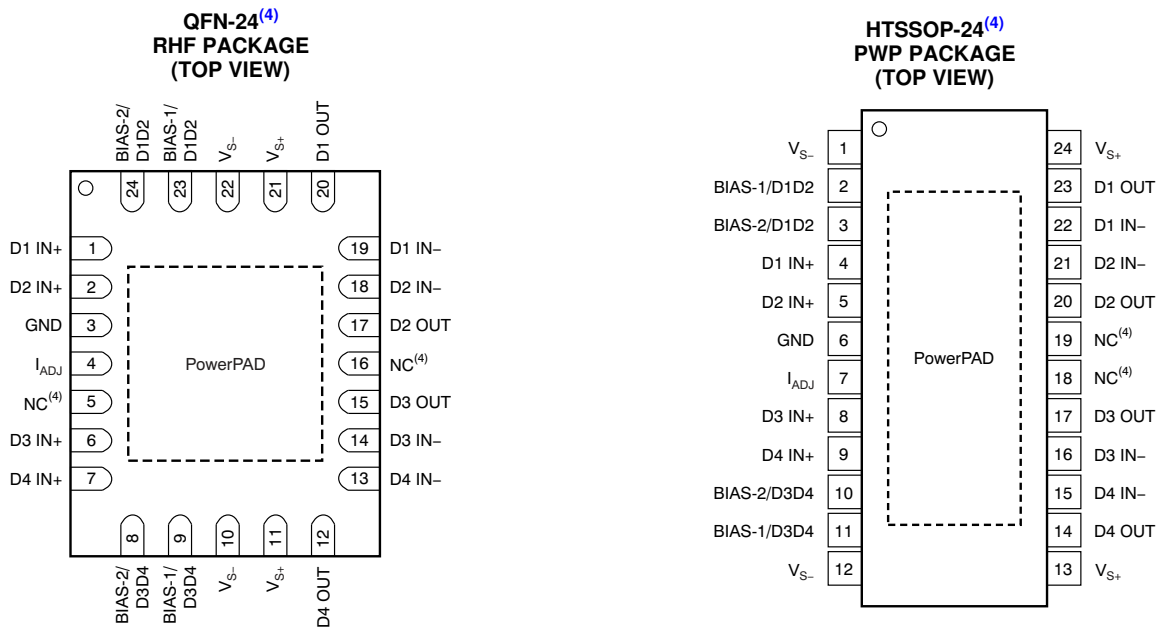 QFN-24(4)
RHF PACKAGE
(TOP VIEW)
BIAS-2/
D1D2
BIAS-1/
D1D2
VS−
VS+
D1 OUT
24
23
22
21
20
D1 IN+ 1
D2 IN+ 2
GND 3
IADJ 4
NC(4) 5
D3 IN+ 6
D4 IN+ 7
PowerPAD
19 D1 IN−
18 D2 IN−
17 D2 OUT
16 NC(4)
15 D3 OUT
14 D3 IN−
13 D4 IN−
8
9
10
11
12
BIAS-2/
D3D4
BIAS-1/
D3D4
VS−
VS+
D4 OUT
HTSSOP-24(4)
PWP PACKAGE
(TOP VIEW)
VS− 1
BIAS-1/D1D2 2
BIAS-2/D1D2 3
D1 IN+ 4
D2 IN+ 5
GND 6
IADJ 7
D3 IN+ 8
D4 IN+ 9
BIAS-2/D3D4 10
BIAS-1/D3D4 11
VS− 12
PowerPAD
24 VS+
23 D1 OUT
22 D1 IN−
21 D2 IN−
20 D2 OUT
19 NC(4)
18 NC(4)
17 D3 OUT
16 D3 IN−
15 D4 IN−
14 D4 OUT
13 VS+